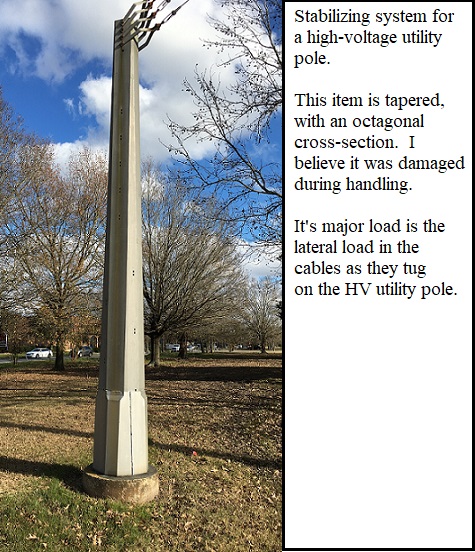 Stabilizing system for
a high-voltage utility
pole.
This item is tapered,
with an octagonal
cross-section.  I
believe it was damaged
during handling.
It's major load is the
lateral load in the
cables as they tug
on the HV utility pole.